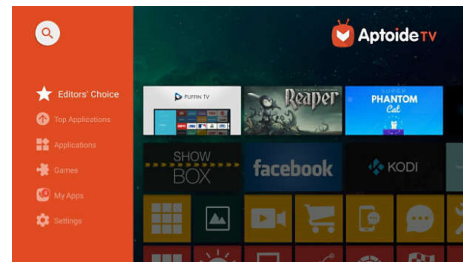 Aptoide TV
Editors' Choice
Top Applications
Applications
Games
My Apps
Settings
PUFFIN TV
Reaper
PHANTOM
Cat
SHOW
BOX
facebook
KODI